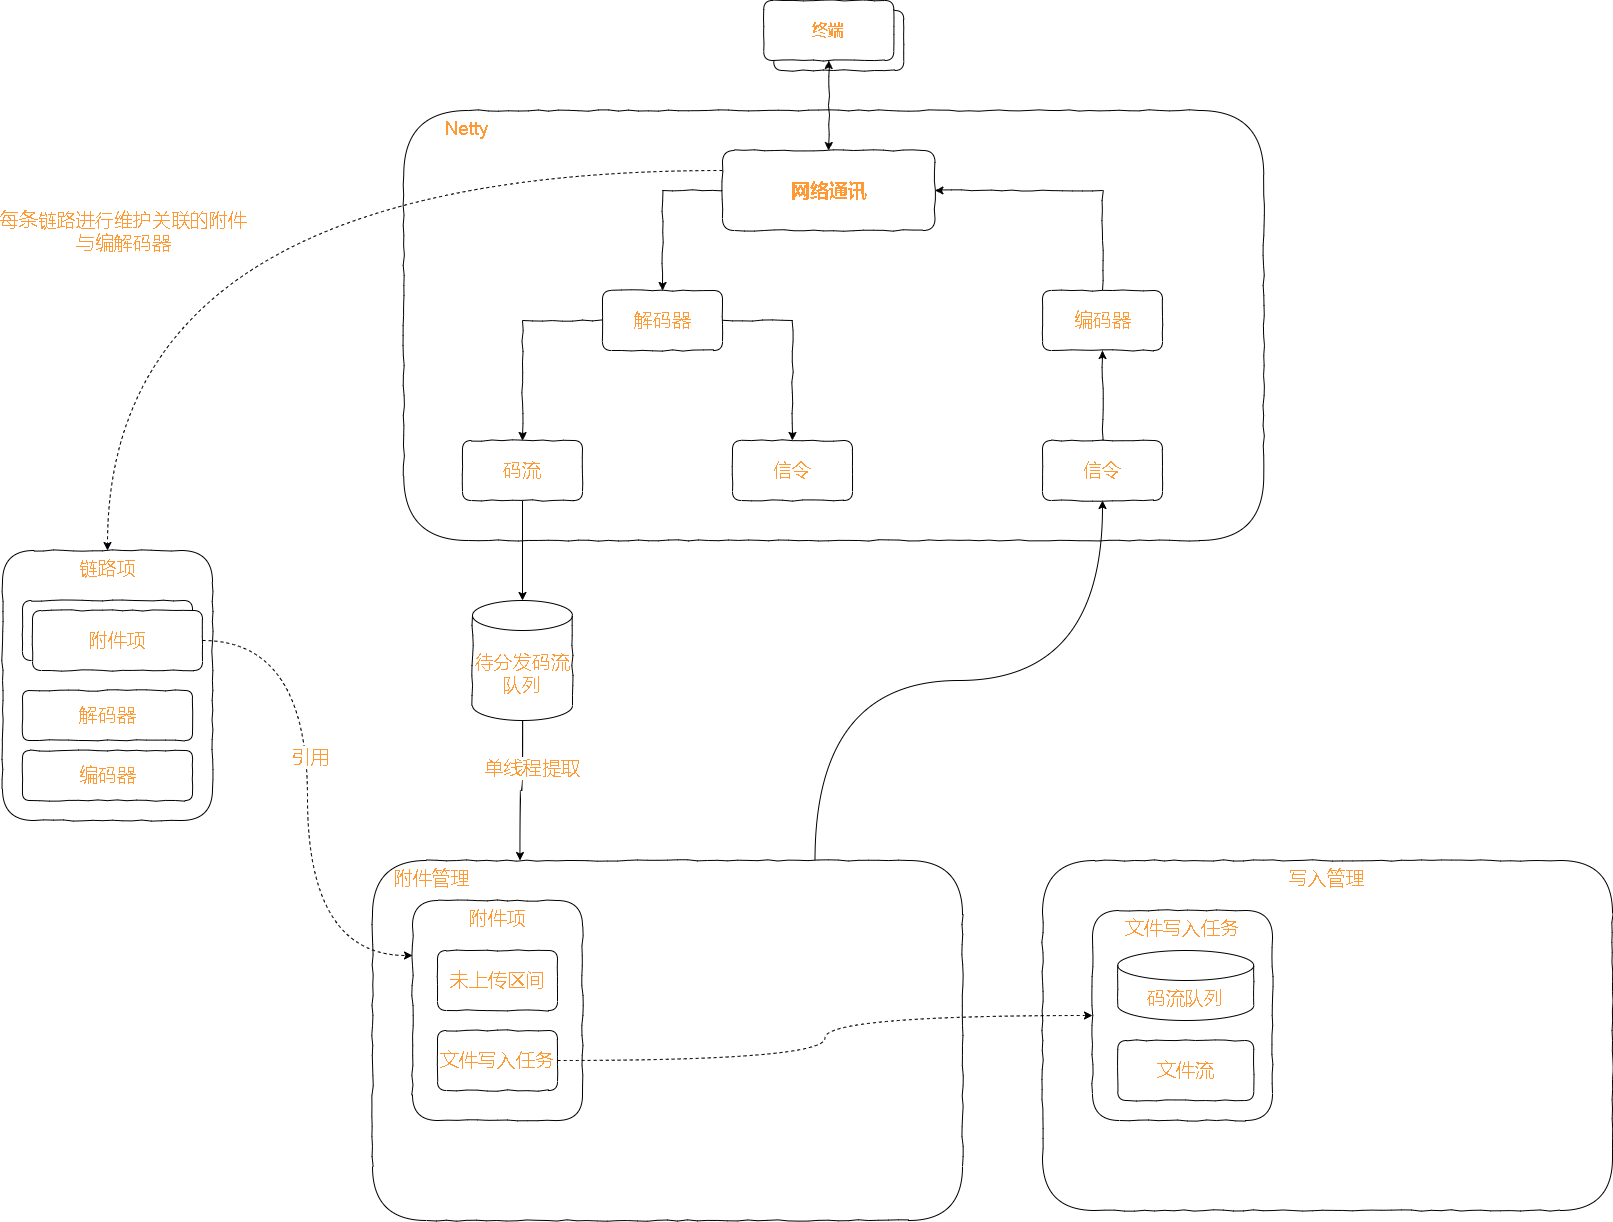 终端
Netty
网络通讯
每条链路进行维护关联的附件
与编解码器
解码器
编码器
码流
信令
信令
链路项
附件项
解码器
编码器
待分发码流
队列
引用
单线程提取
附件管理
附件项
未上传区间
文件写入任务
写入管理
文件写入任务
码流队列
文件流